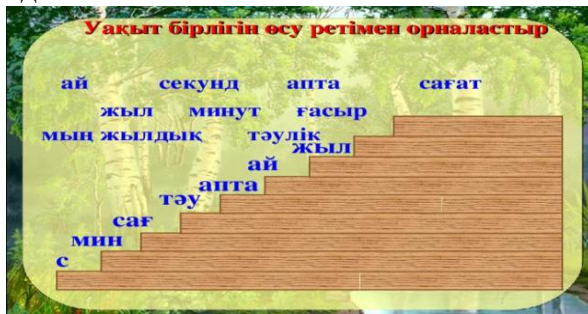 Уақыт бірлігін өсу ретімен орналастыр
ай секунд апта сағат
жыл минут ғасыр
мың жылдық тәулік
жыл
ай
апта
тәу
сағ
мин
с